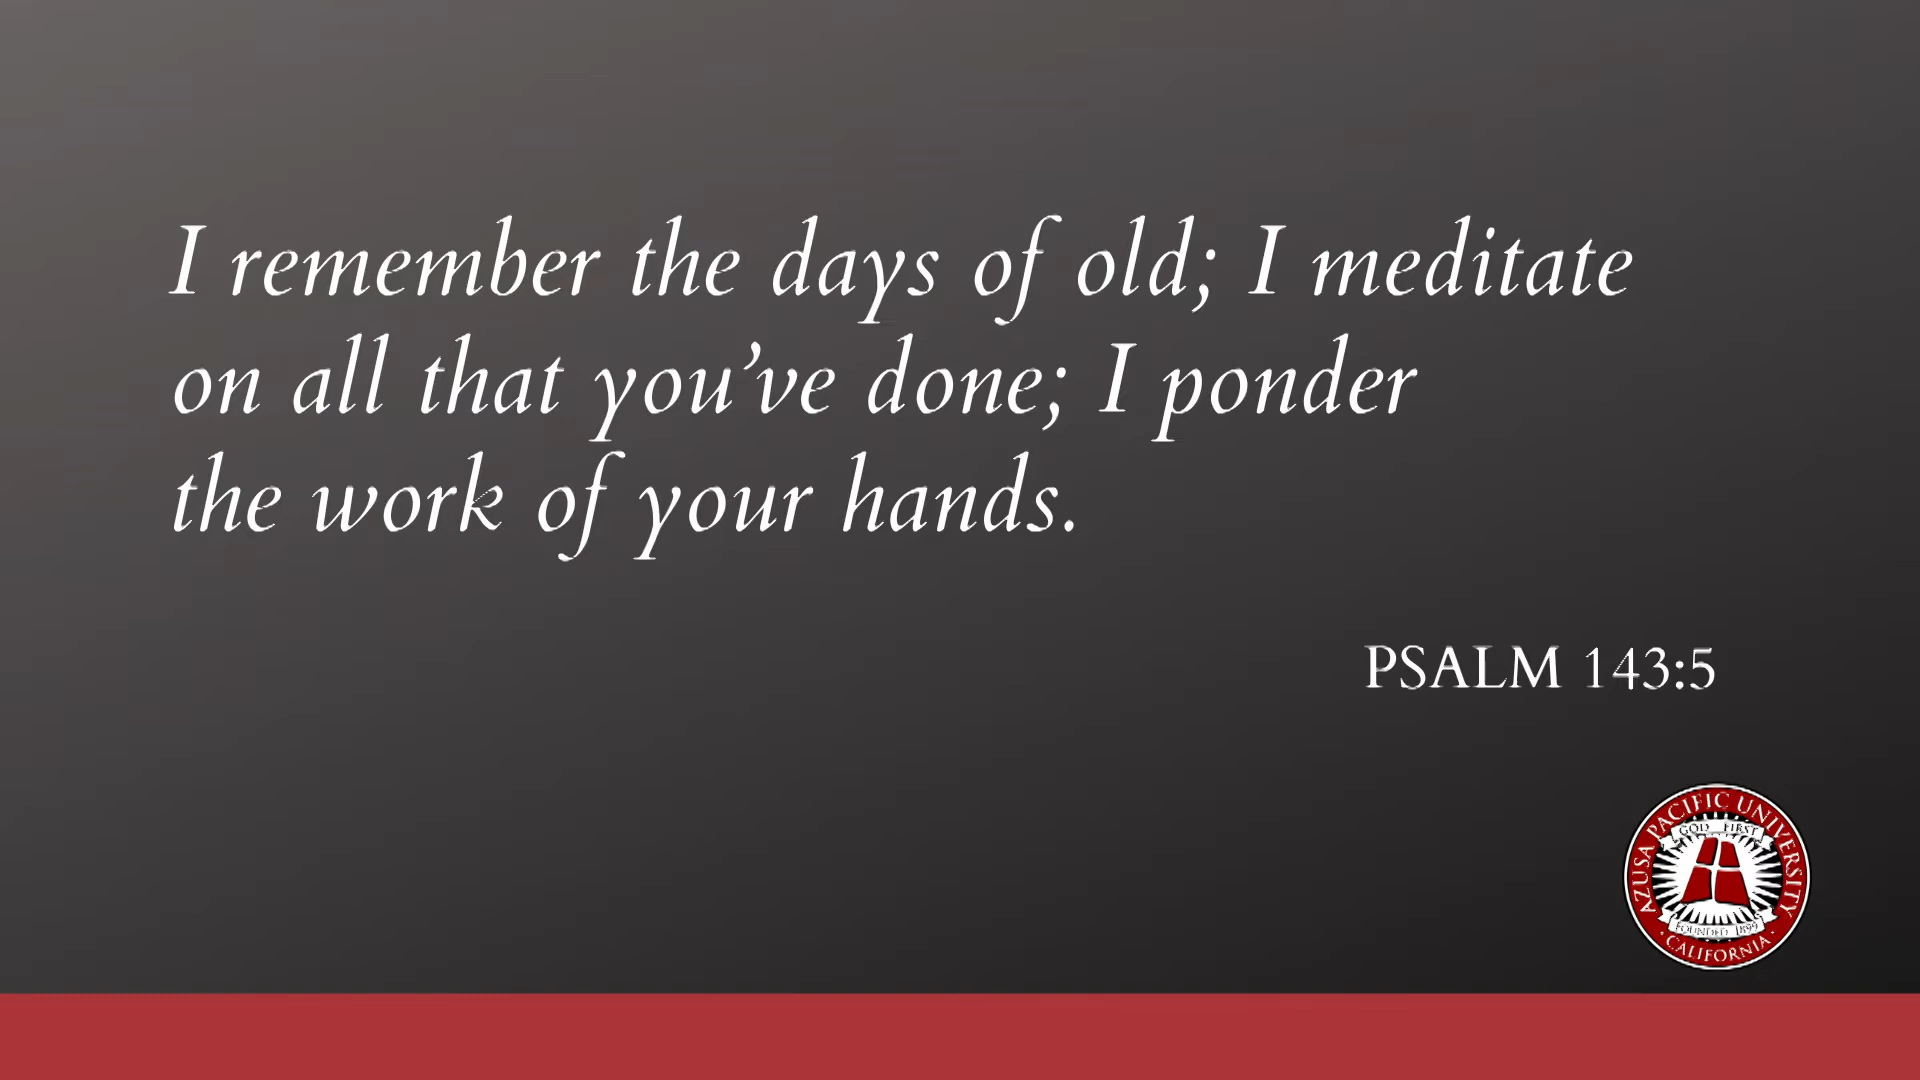 I remember the days of old; I meditate
on all that you’ve done; I ponder
the work of your hands.
PSALM 143:5
AZUSA PACIFIC UNIVERSITY
GOD FIRST
FOUNDED 1899
· CALIFORNIA ·